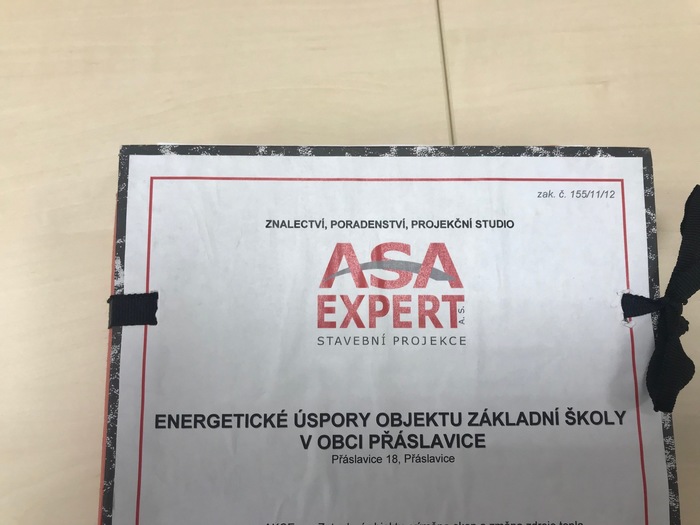 zak. č. 155/11/12
ZNALECTVÍ, PORADENSTVÍ, PROJEKČNÍ STUDIO
ASA
EXPERT A. S.
STAVEBNÍ PROJEKCE
ENERGETICKÉ ÚSPORY OBJEKTU ZÁKLADNÍ ŠKOLY
V OBCI PŘÁSLAVICE
Přáslavice 18, Přáslavice